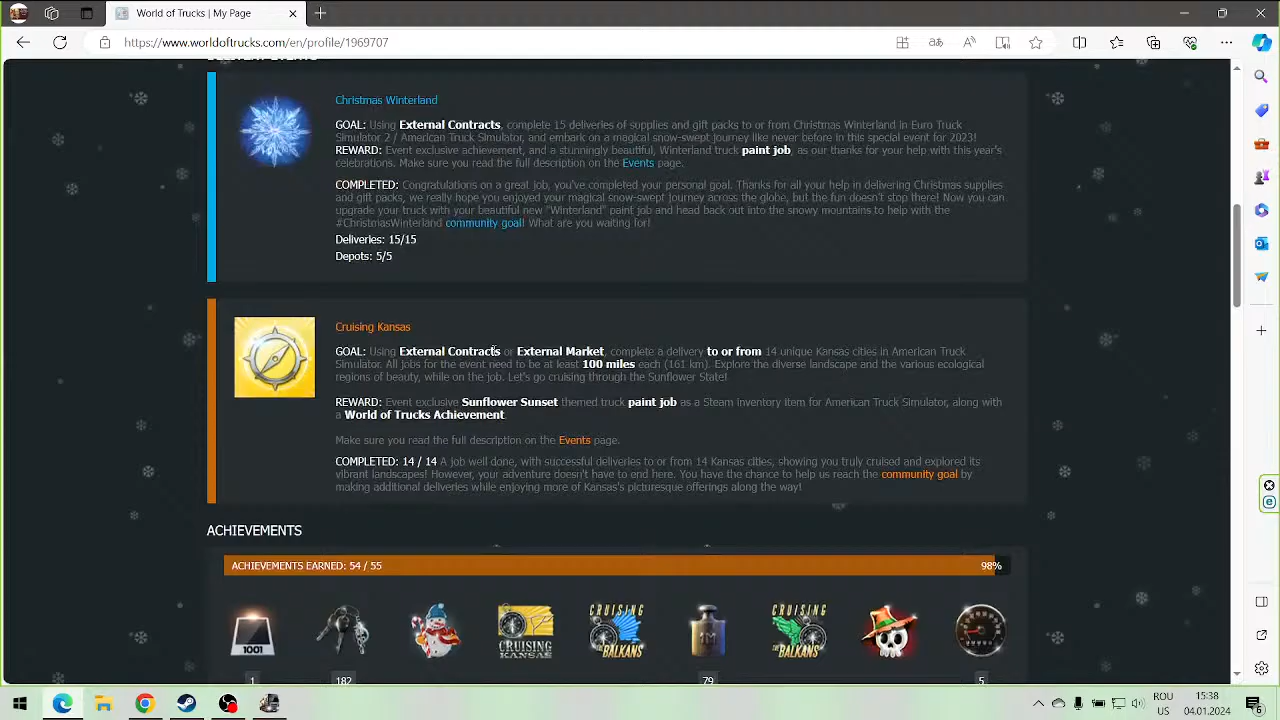 World of Trucks | My Page
https://www.worldoftrucks.com/en/profile/1969707
Christmas Winterland
GOAL: Using External Contracts, complete 15 deliveries of supplies and gift packs to or from Christmas Winterland in Euro Truck
Simulator 2 / American Truck Simulator, and embark on a magical snow-swept journey like never before in this special event for 2023!
REWARD: Event exclusive achievement, and a stunningly beautiful, Winterland truck paint job, as our thanks for your help with this year's
celebrations. Make sure you read the full description on the Events page.
COMPLETED: Congratulations on a great job, you've completed your personal goal. Thanks for all your help in delivering Christmas supplies
and gift packs, we really hope you enjoyed your magical snow-swept journey across the globe, but the fun doesn't stop there! Now you can
upgrade your truck with your beautiful new "Winterland" paint job and head back out into the snowy mountains to help with the
#ChristmasWinterland community goal! What are you waiting for!
Deliveries: 15/15
Depots: 5/5
Cruising Kansas
GOAL: Using External Contracts or External Market, complete a delivery to or from 14 unique Kansas cities in American Truck
Simulator. All jobs for the event need to be at least 100 miles each (161 km). Explore the diverse landscape and the various ecological
regions of beauty, while on the job. Let's go cruising through the Sunflower State!
REWARD: Event exclusive Sunflower Sunset themed truck paint job as a Steam Inventory item for American Truck Simulator, along with
a World of Trucks Achievement.
Make sure you read the full description on the Events page.
COMPLETED: 14 / 14 A job well done, with successful deliveries to or from 14 Kansas cities, showing you truly cruised and explored its
vibrant landscapes! However, your adventure doesn't have to end here. You have the chance to help us reach the community goal by
making additional deliveries while enjoying more of Kansas's picturesque offerings along the way!
ACHIEVEMENTS
ACHIEVEMENTS EARNED: 54 / 55
98%
1001
CRUISING
KANSAS
CRUISING
THE BALKANS
1M
CRUISING
THE BALKANS
1
182
79
5
ROU
US
15:38
04.01.2024
6